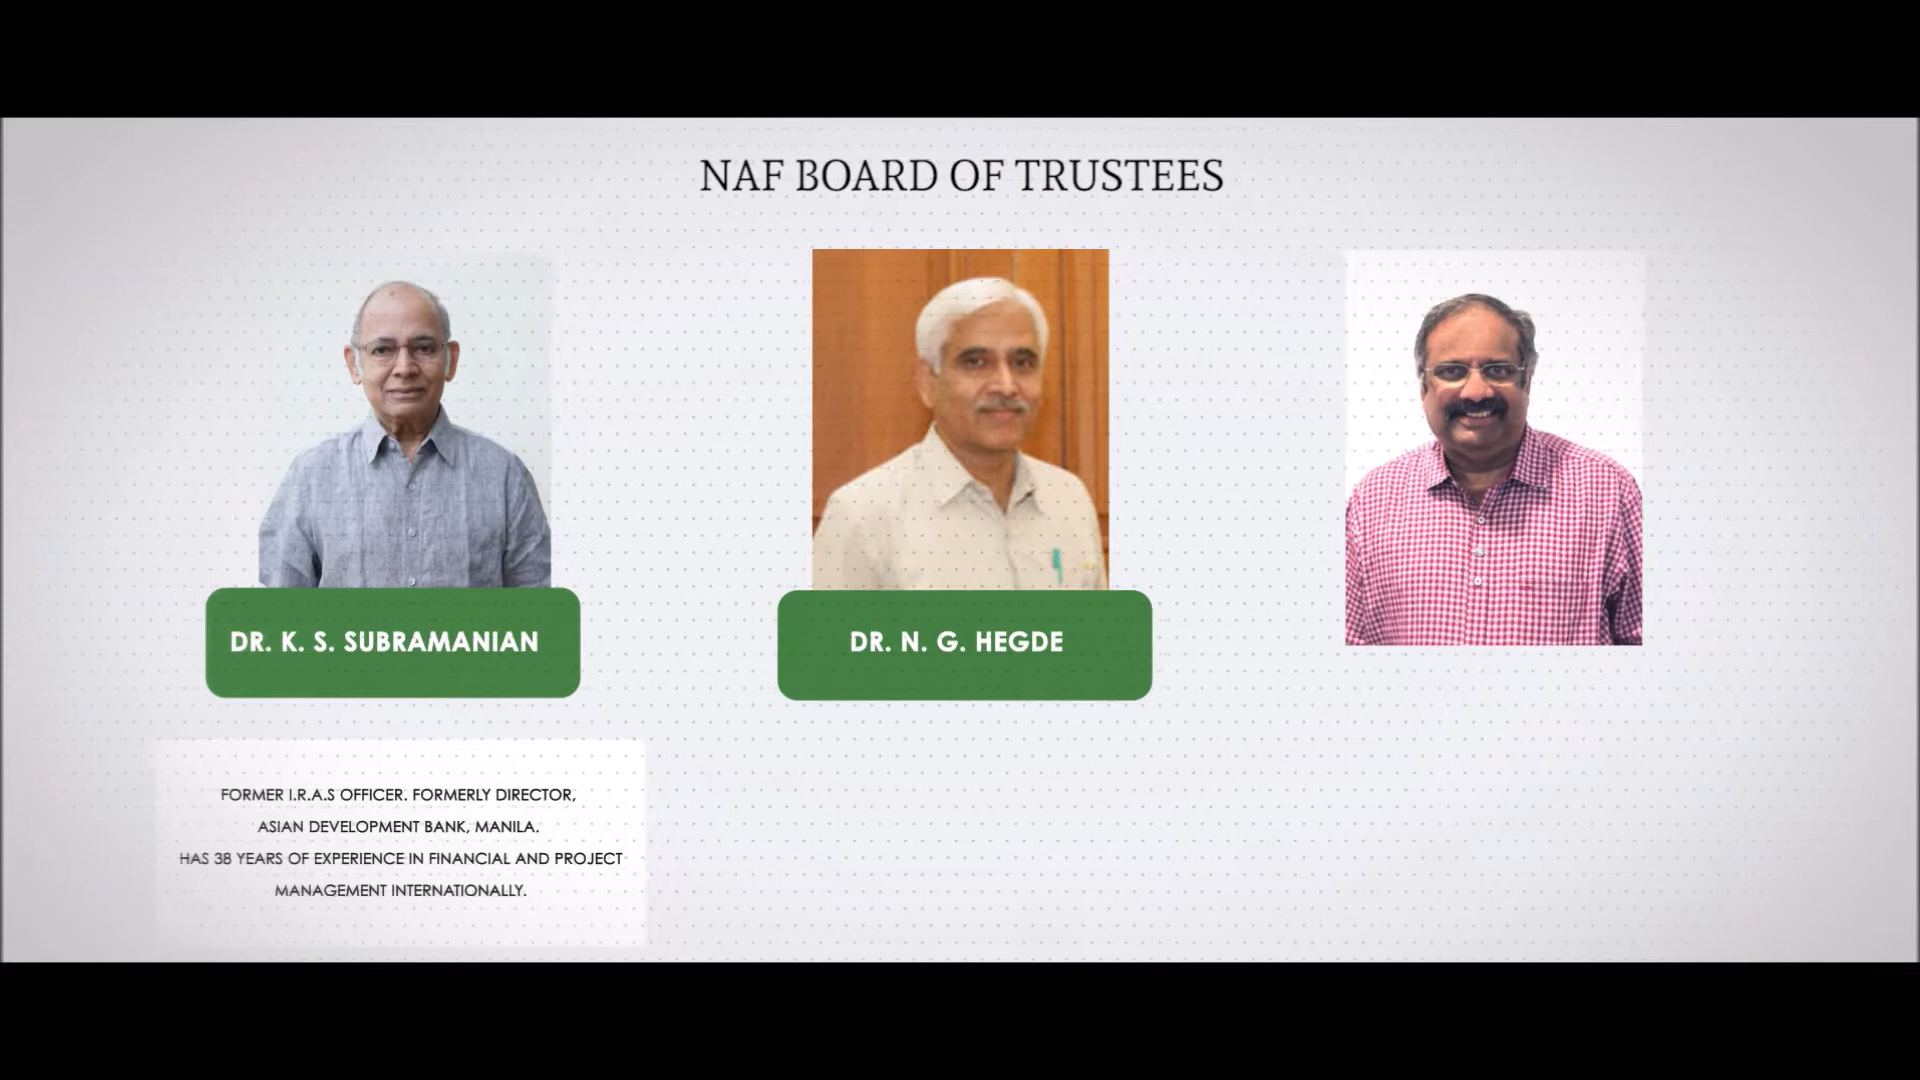 NAF BOARD OF TRUSTEES
DR. K. S. SUBRAMANIAN
DR. N. G. HEGDE
FORMER I.R.A.S OFFICER. FORMERLY DIRECTOR,
ASIAN DEVELOPMENT BANK, MANILA.
HAS 38 YEARS OF EXPERIENCE IN FINANCIAL AND PROJECT
MANAGEMENT INTERNATIONALLY.